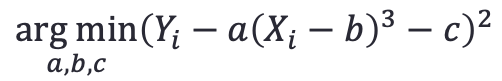 arg min(Yᵢ − a(Xᵢ − b)³ − c)²
a,b,c